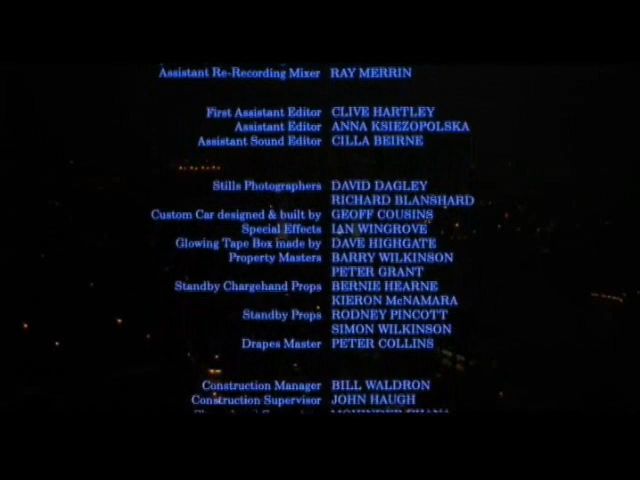 Assistant Re-Recording Mixer RAY MERRIN
First Assistant Editor CLIVE HARTLEY
Assistant Editor ANNA KSIEZOPOLSKA
Assistant Sound Editor CILLA BEIRNE
Stills Photographers DAVID DAGLEY
RICHARD BLANSHARD
Custom Car designed & built by GEOFF COUSINS
Special Effects IAN WINGROVE
Glowing Tape Box made by DAVE HIGHGATE
Property Masters BARRY WILKINSON
PETER GRANT
Standby Chargehand Props BERNIE HEARNE
KIERON McNAMARA
Standby Props RODNEY PINCOTT
SIMON WILKINSON
Drapes Master PETER COLLINS
Construction Manager BILL WALDRON
Construction Supervisor JOHN HAUGH